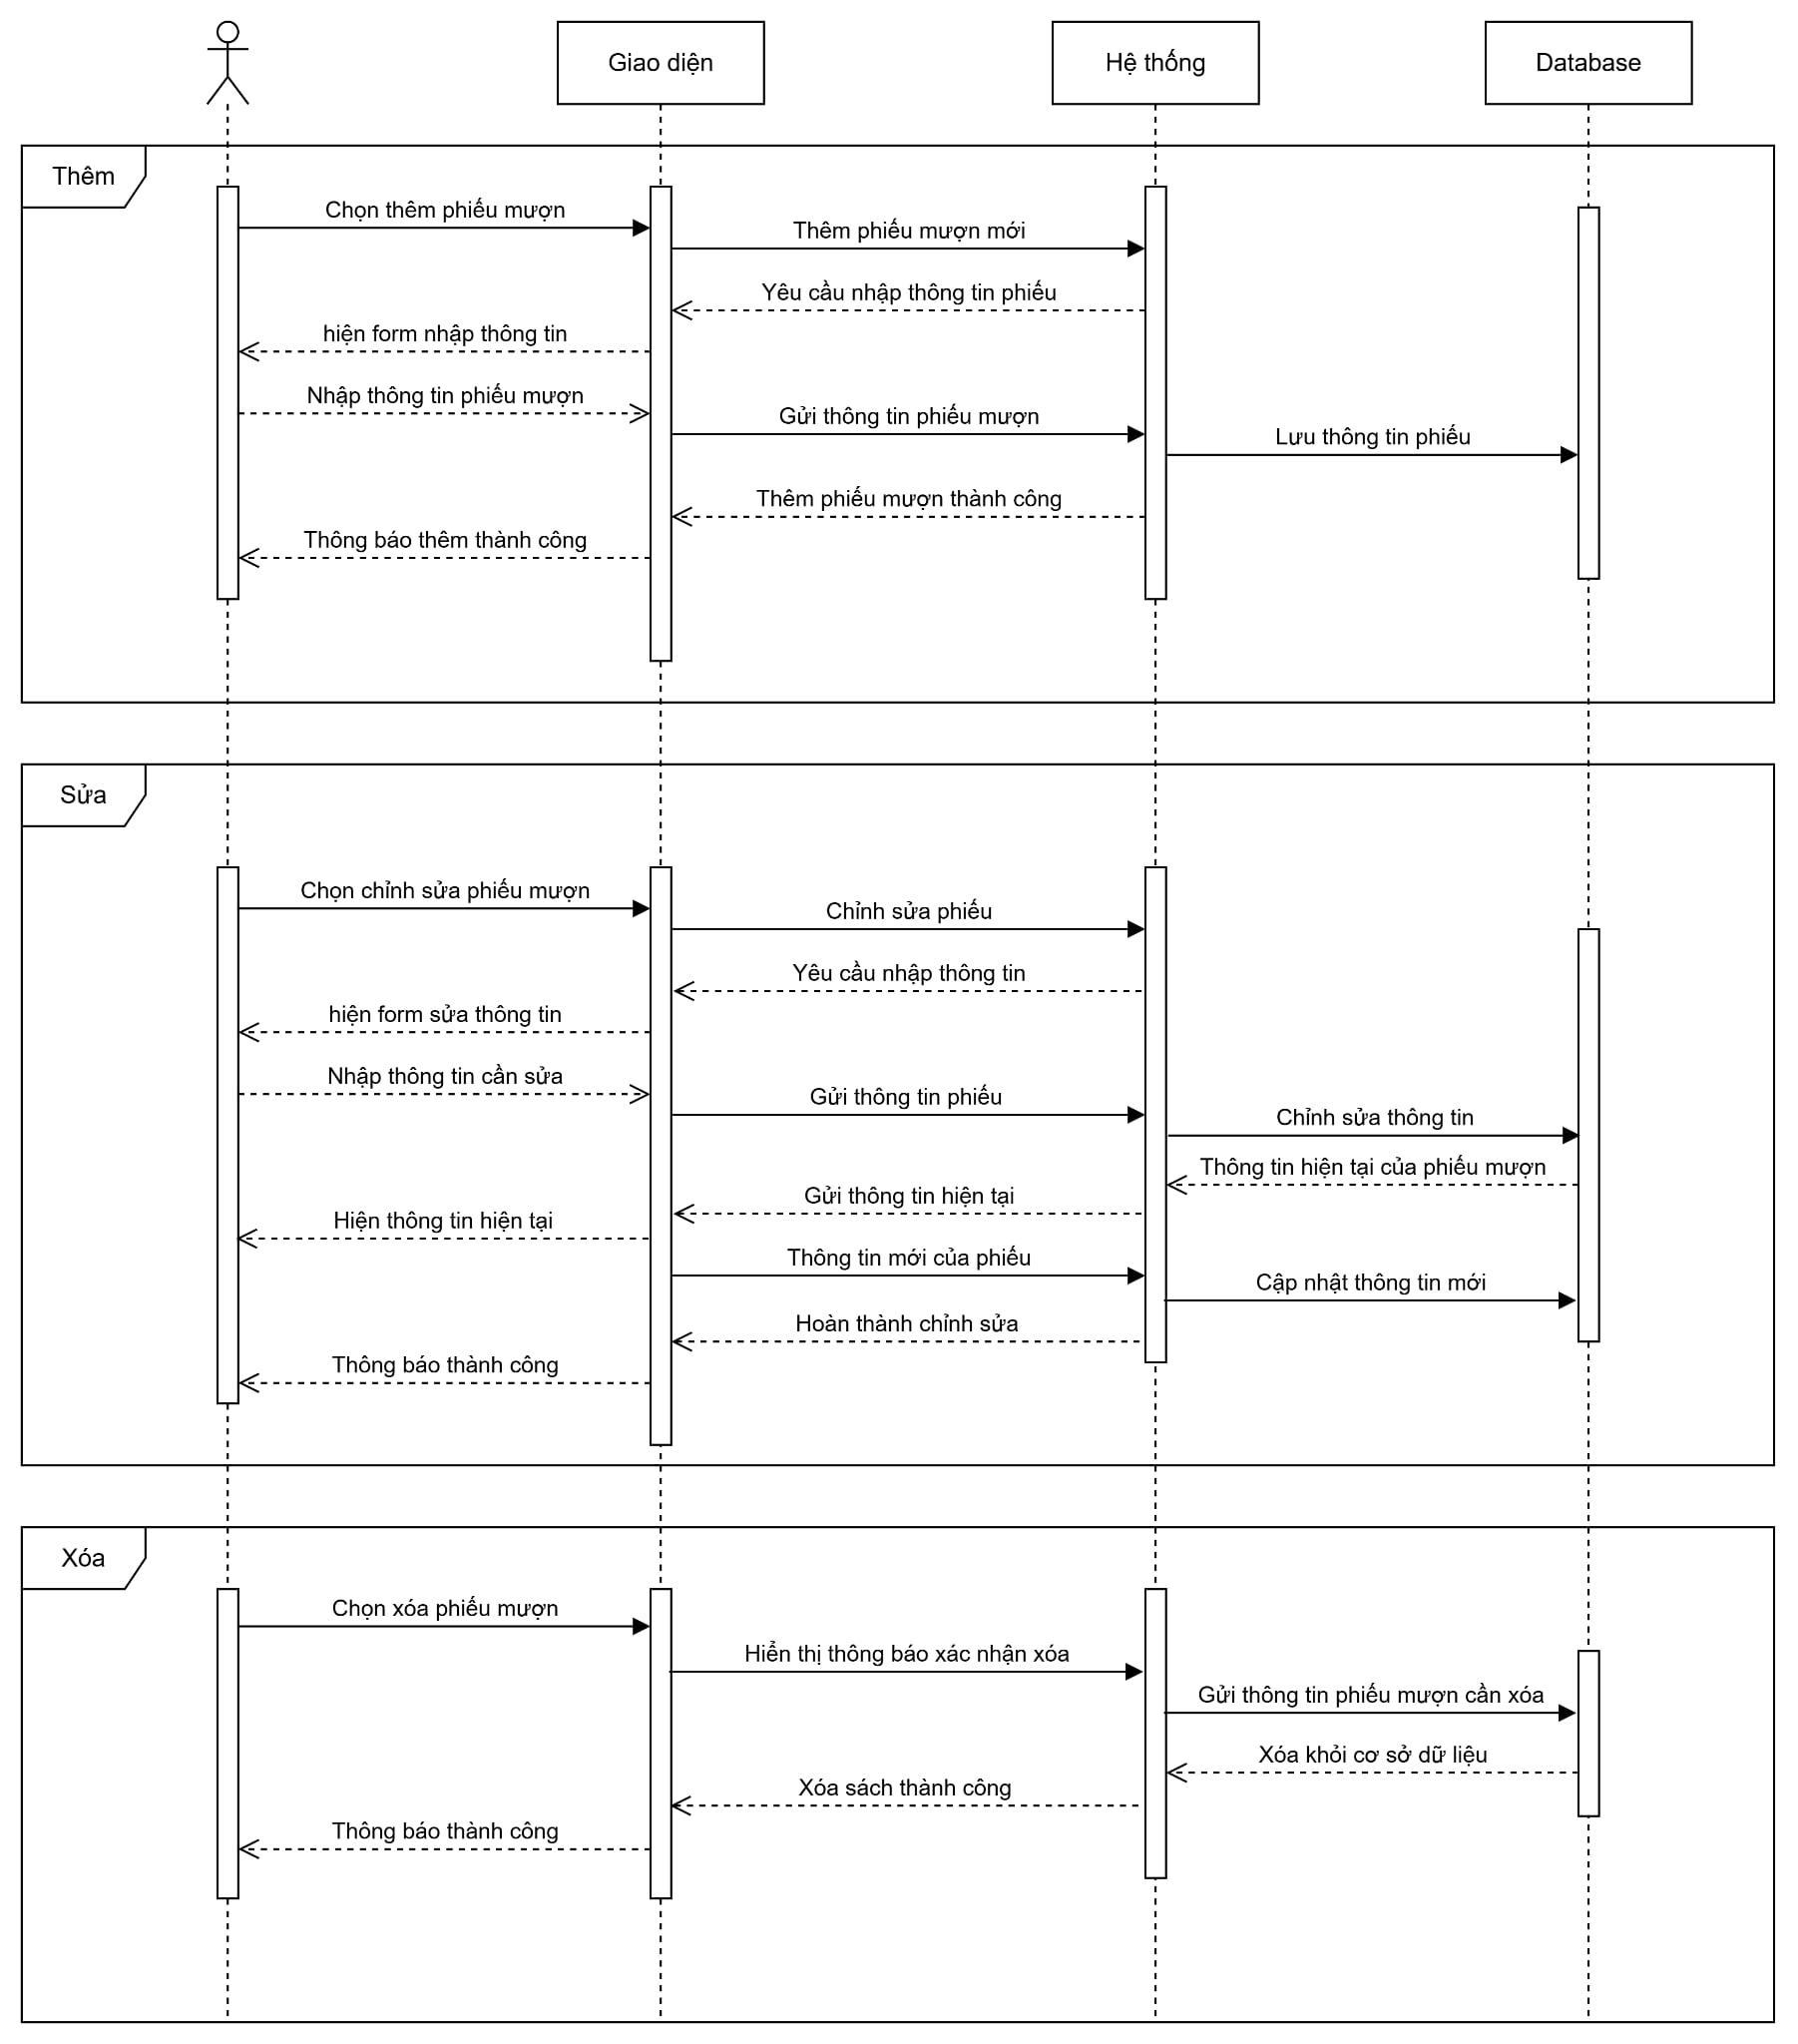 Giao diện
Hệ thống
Database
Thêm
Chọn thêm phiếu mượn
Thêm phiếu mượn mới
Yêu cầu nhập thông tin phiếu
hiện form nhập thông tin
Nhập thông tin phiếu mượn
Gửi thông tin phiếu mượn
Lưu thông tin phiếu
Thêm phiếu mượn thành công
Thông báo thêm thành công
Sửa
Chọn chỉnh sửa phiếu mượn
Chỉnh sửa phiếu
Yêu cầu nhập thông tin
hiện form sửa thông tin
Nhập thông tin cần sửa
Gửi thông tin phiếu
Chỉnh sửa thông tin
Thông tin hiện tại của phiếu mượn
Gửi thông tin hiện tại
Hiện thông tin hiện tại
Thông tin mới của phiếu
Cập nhật thông tin mới
Hoàn thành chỉnh sửa
Thông báo thành công
Xóa
Chọn xóa phiếu mượn
Hiển thị thông báo xác nhận xóa
Gửi thông tin phiếu mượn cần xóa
Xóa khỏi cơ sở dữ liệu
Xóa sách thành công
Thông báo thành công